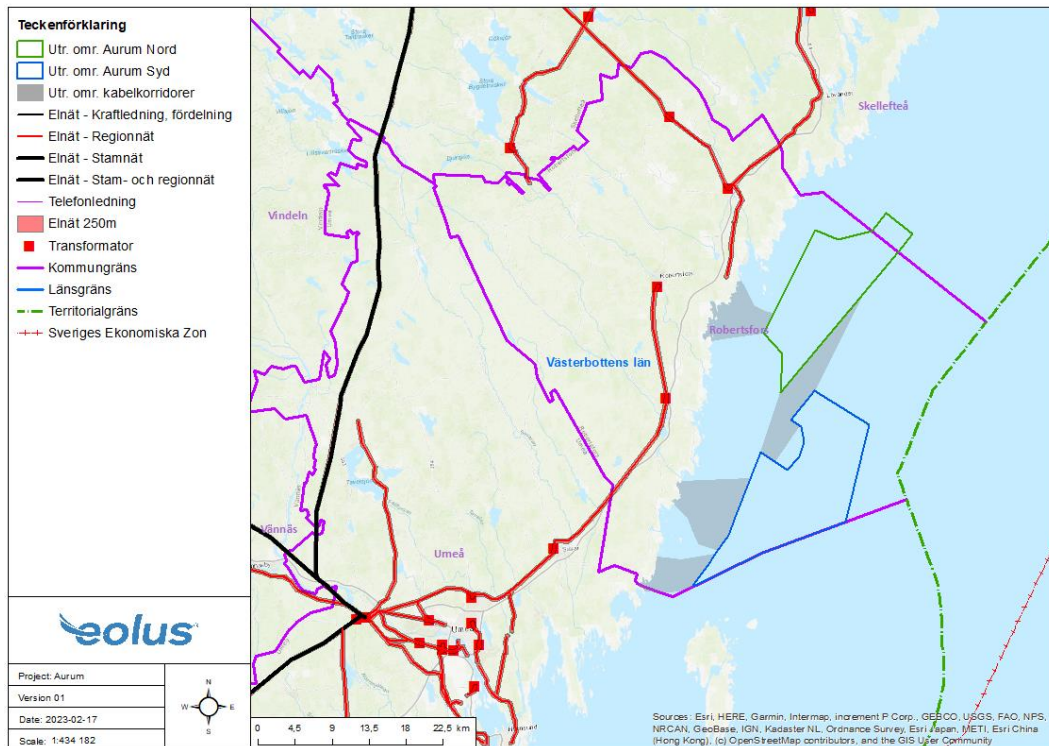 Teckenförklaring
Utr. omr. Aurum Nord
Utr. omr. Aurum Syd
Utr. omr. kabelkorridorer
Elnät - Kraftledning, fördelning
Elnät - Regionnät
Elnät - Stamnät
Elnät - Stam- och regionnät
Telefonledning
Elnät 250m
Transformator
Kommungräns
Länsgräns
Territorialgräns
Sveriges Ekonomiska Zon
eolus
Project: Aurum
Version 01
Date: 2023-02-17
Scale: 1:434 182
N
W E
S
Skellefteå
Vindeln
Robertsfors
Västerbottens län
Vännäs
Umeå
0 4,5 9 13,5 18 22,5 km
Sources: Esri, HERE, Garmin, Intermap, increment P Corp., GEBCO, USGS, FAO, NPS,
NRCAN, GeoBase, IGN, Kadaster NL, Ordnance Survey, Esri Japan, METI, Esri China
(Hong Kong), (c) OpenStreetMap contributors, and the GIS User Community